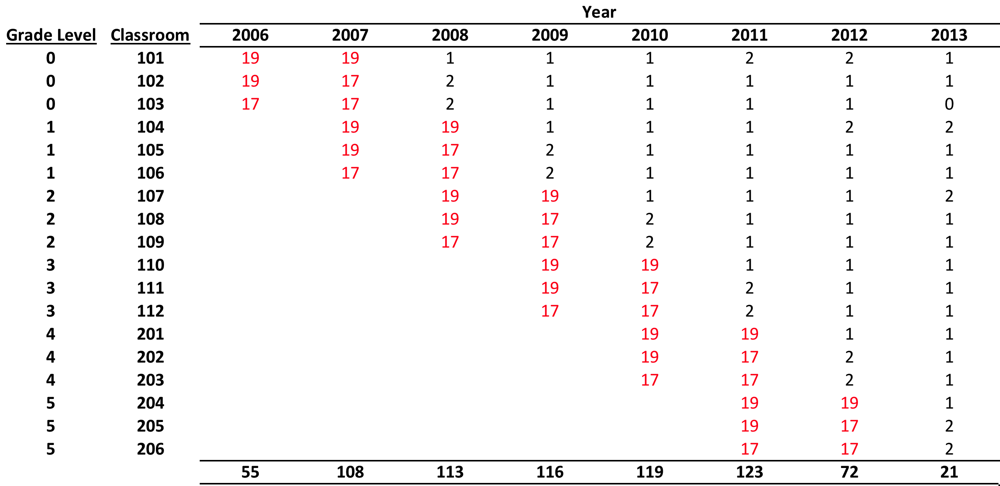 Year
Grade Level Classroom 2006 2007 2008 2009 2010 2011 2012 2013
0 101 19 19 1 1 1 2 2 1
0 102 19 17 2 1 1 1 1 1
0 103 17 17 2 1 1 1 1 0
1 104 19 19 1 1 1 2 2
1 105 19 17 2 1 1 1 1
1 106 17 17 2 1 1 1 1
2 107 19 19 1 1 1 2
2 108 19 17 2 1 1 1
2 109 17 17 2 1 1 1
3 110 19 19 1 1 1
3 111 19 17 2 1 1
3 112 17 17 2 1 1
4 201 19 19 1 1
4 202 19 17 2 1
4 203 17 17 2 1
5 204 19 19 1
5 205 19 17 2
5 206 17 17 2
55 108 113 116 119 123 72 21